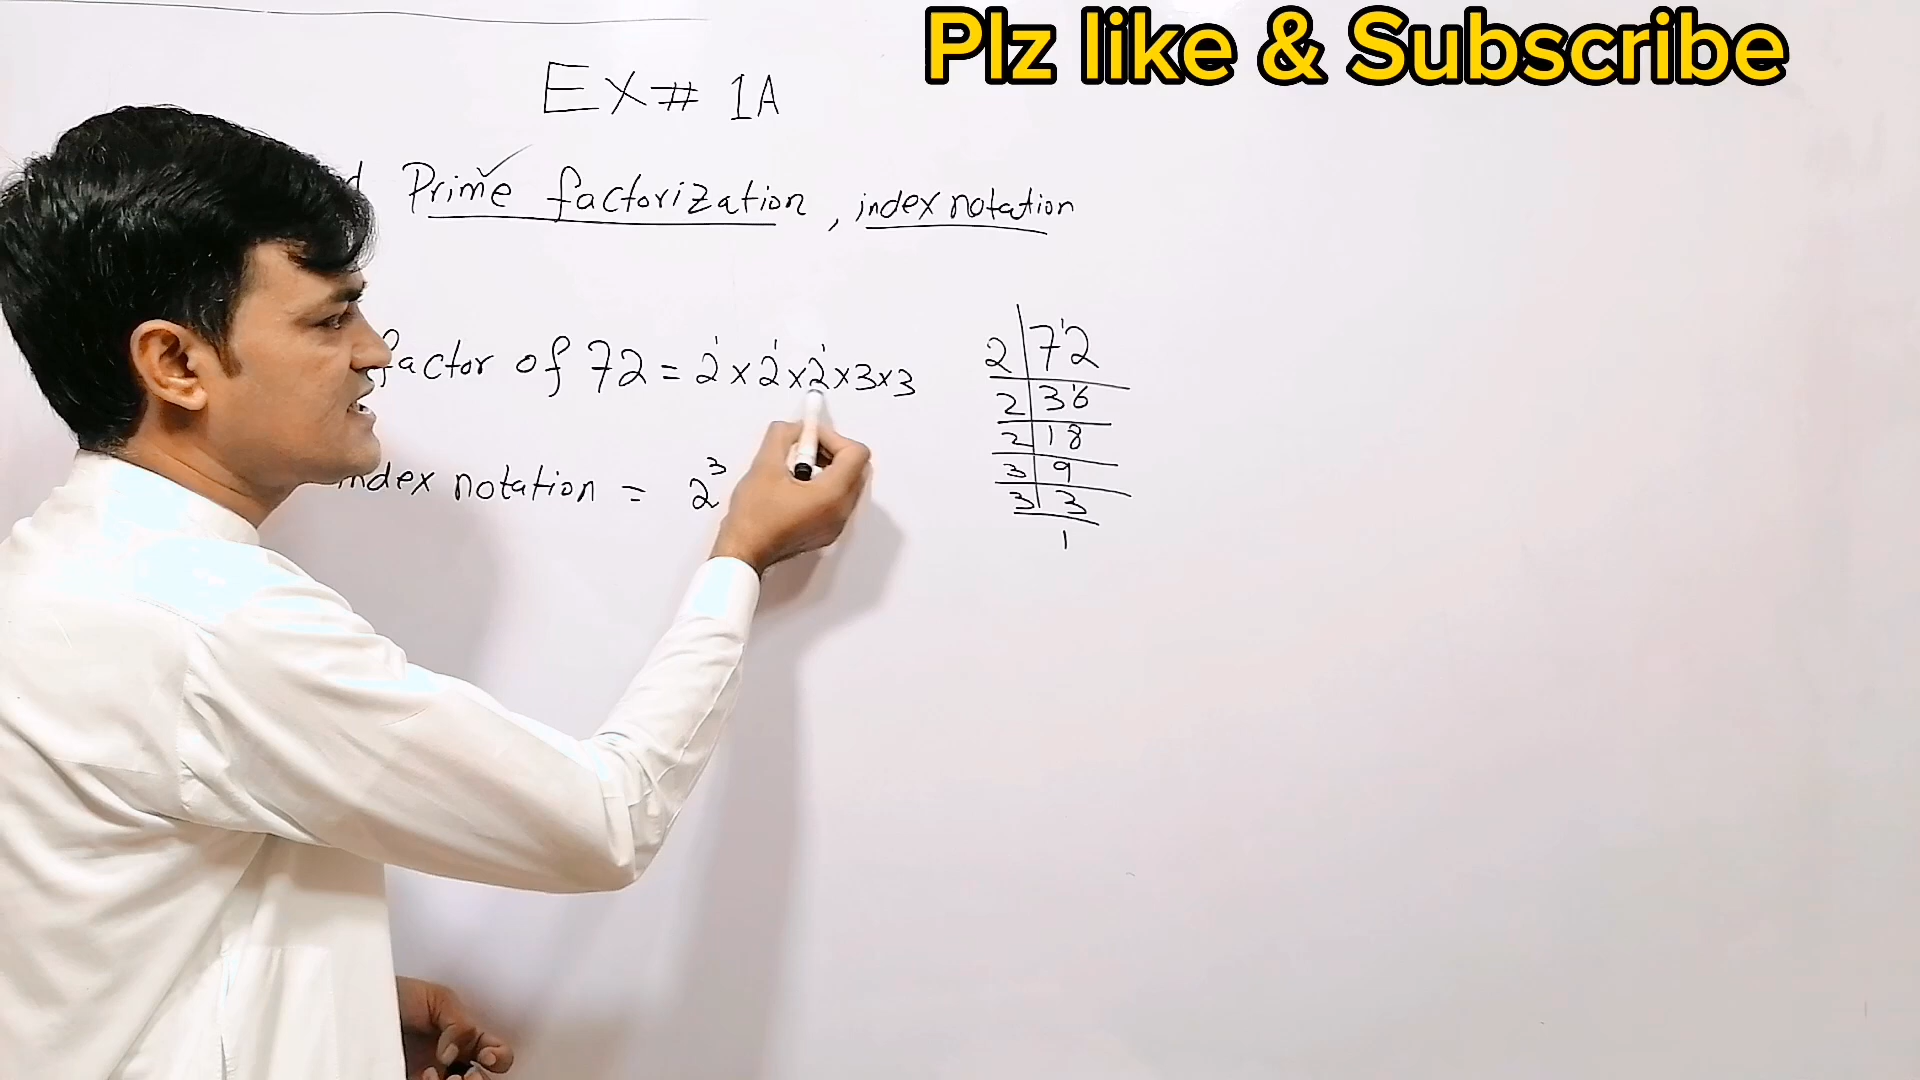 Plz like & Subscribe
EX# 1A
Prime factorization, index notation
factor of 72 = 2 x 2 x 2 x 3 x 3
index notation = 2³
2 | 72
2 | 36
2 | 18
3 | 9
3 | 3
1